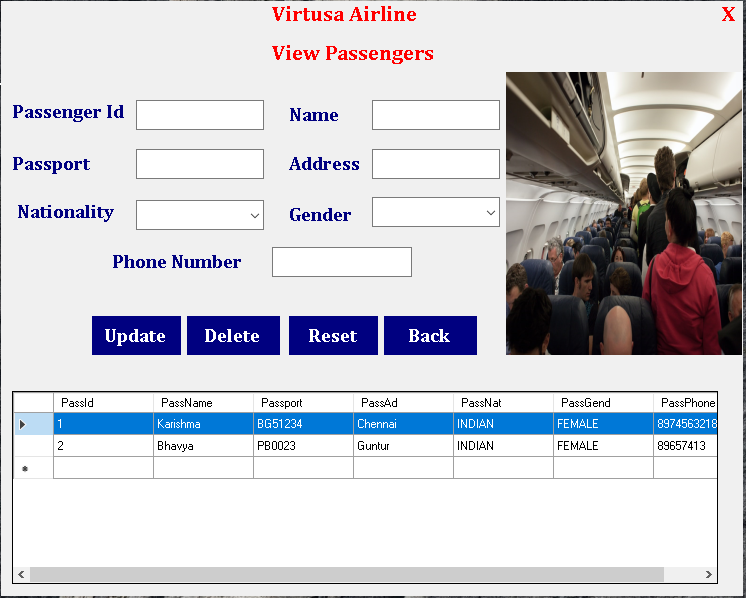 Virtusa Airline X
View Passengers
Passenger Id Name
Passport Address
Nationality Gender
Phone Number
Update Delete Reset Back
PassId PassName Passport PassAd PassNat PassGend PassPhone
1 Karishma BG51234 Chennai INDIAN FEMALE 8974563218
2 Bhavya PB0023 Guntur INDIAN FEMALE 89657413